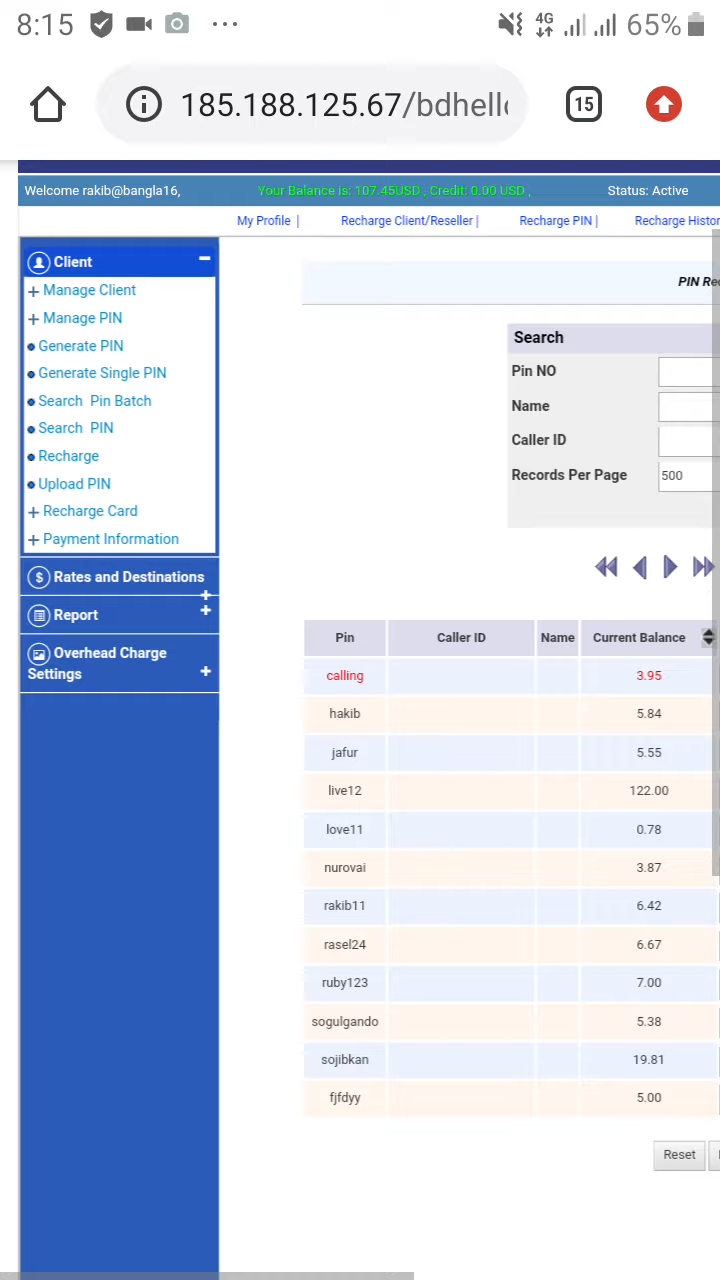 8:15 4G 65%
185.188.125.67/bdhell
15
Welcome rakib@bangla16, Your Balance is: 107.45USD , Credit: 0.00 USD , Status: Active
My Profile | Recharge Client/Reseller | Recharge PIN | Recharge Histor
Client
Manage Client
Manage PIN
Generate PIN
Generate Single PIN
Search Pin Batch
Search PIN
Recharge
Upload PIN
Recharge Card
Payment Information
Rates and Destinations
Report
Overhead Charge
Settings
PIN Re
Search
Pin NO
Name
Caller ID
Records Per Page 500
Pin Caller ID Name Current Balance
calling 3.95
hakib 5.84
jafur 5.55
live12 122.00
love11 0.78
nurovai 3.87
rakib11 6.42
rasel24 6.67
ruby123 7.00
sogulgando 5.38
sojibkan 19.81
fjfdyy 5.00
Reset